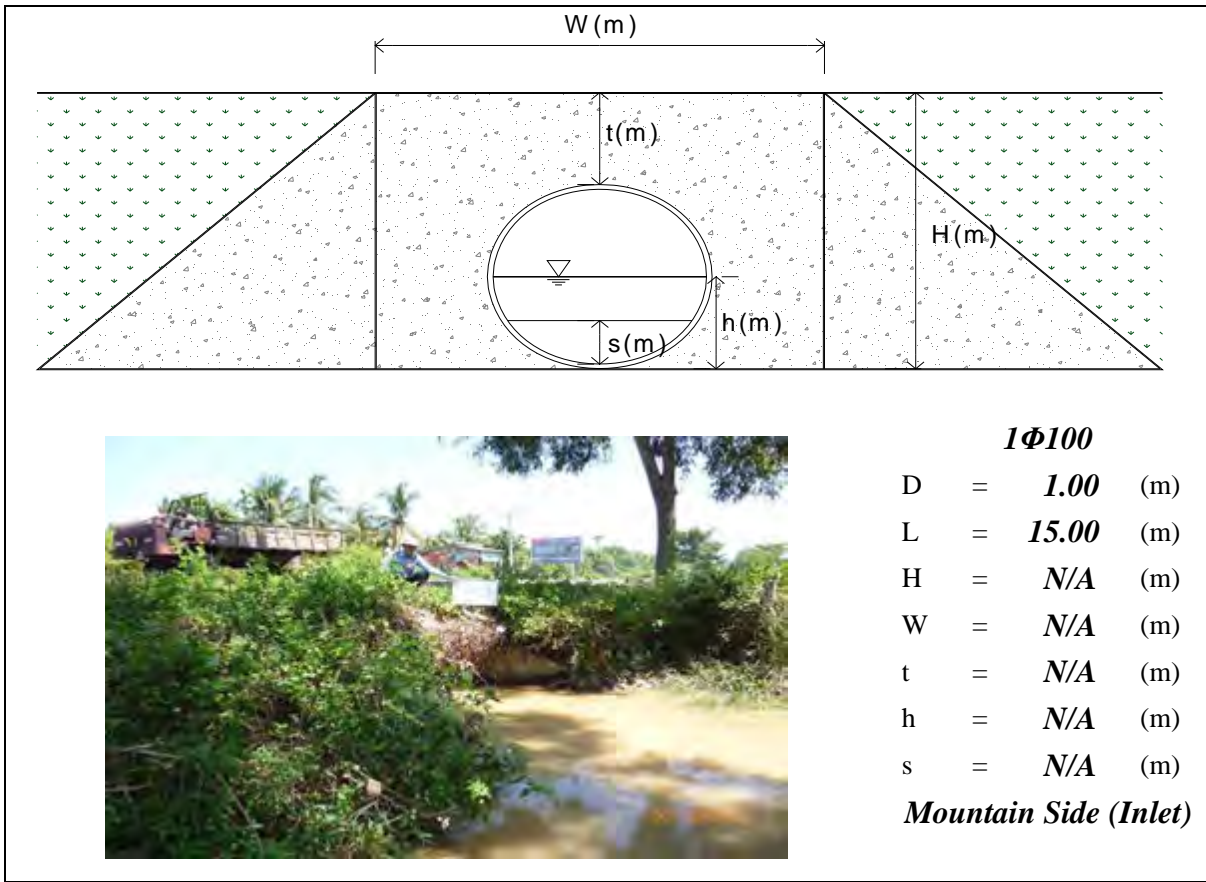 W(m)
t(m)
H(m)
h(m)
s(m)
1Φ100
D = 1.00 (m)
L = 15.00 (m)
H = N/A (m)
W = N/A (m)
t = N/A (m)
h = N/A (m)
s = N/A (m)
Mountain Side (Inlet)